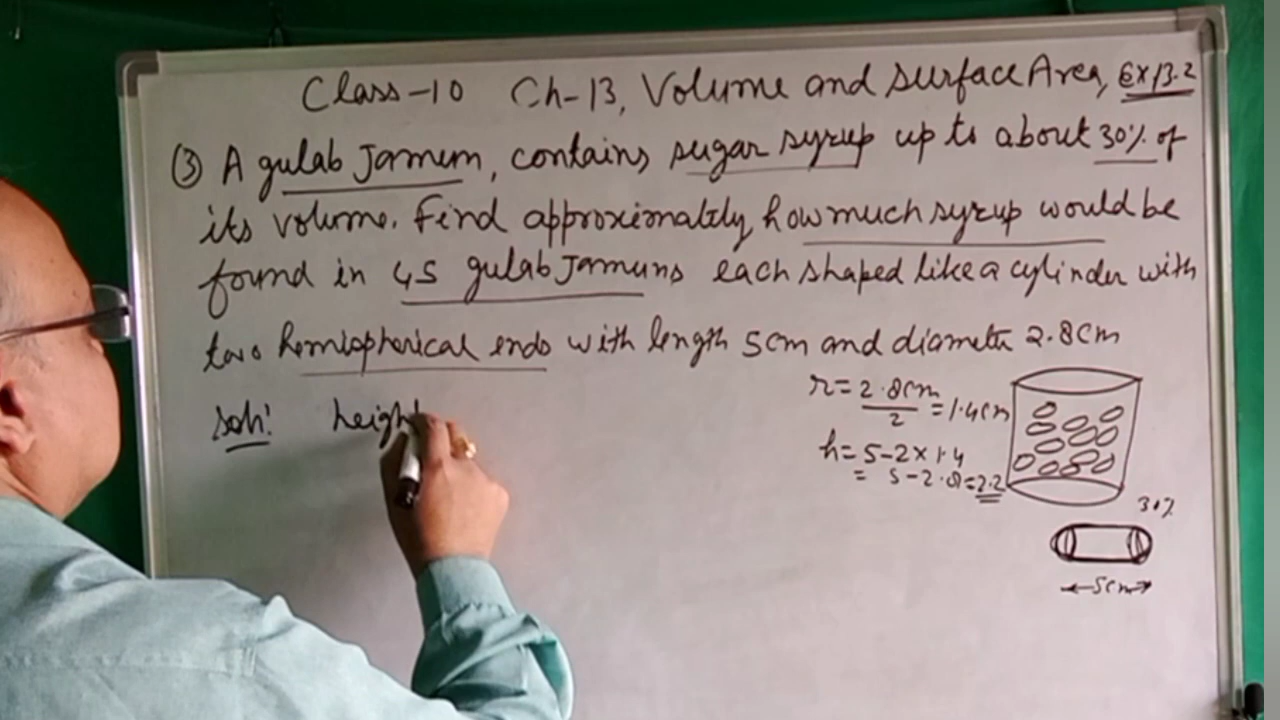 Class-10 Ch-13, Volume and Surface Area, EX 13.2
③ A gulab Jamun, contains sugar syrup up to about 30% of
its volume. Find approximately how much syrup would be
found in 45 gulab Jamuns each shaped like a cylinder with
two hemispherical ends with length 5cm and diameter 2.8cm
r = 2.8cm / 2 = 1.4cm
Soln: height
h = 5-2×1.4
= 5-2.8=2.2
30%
5cm